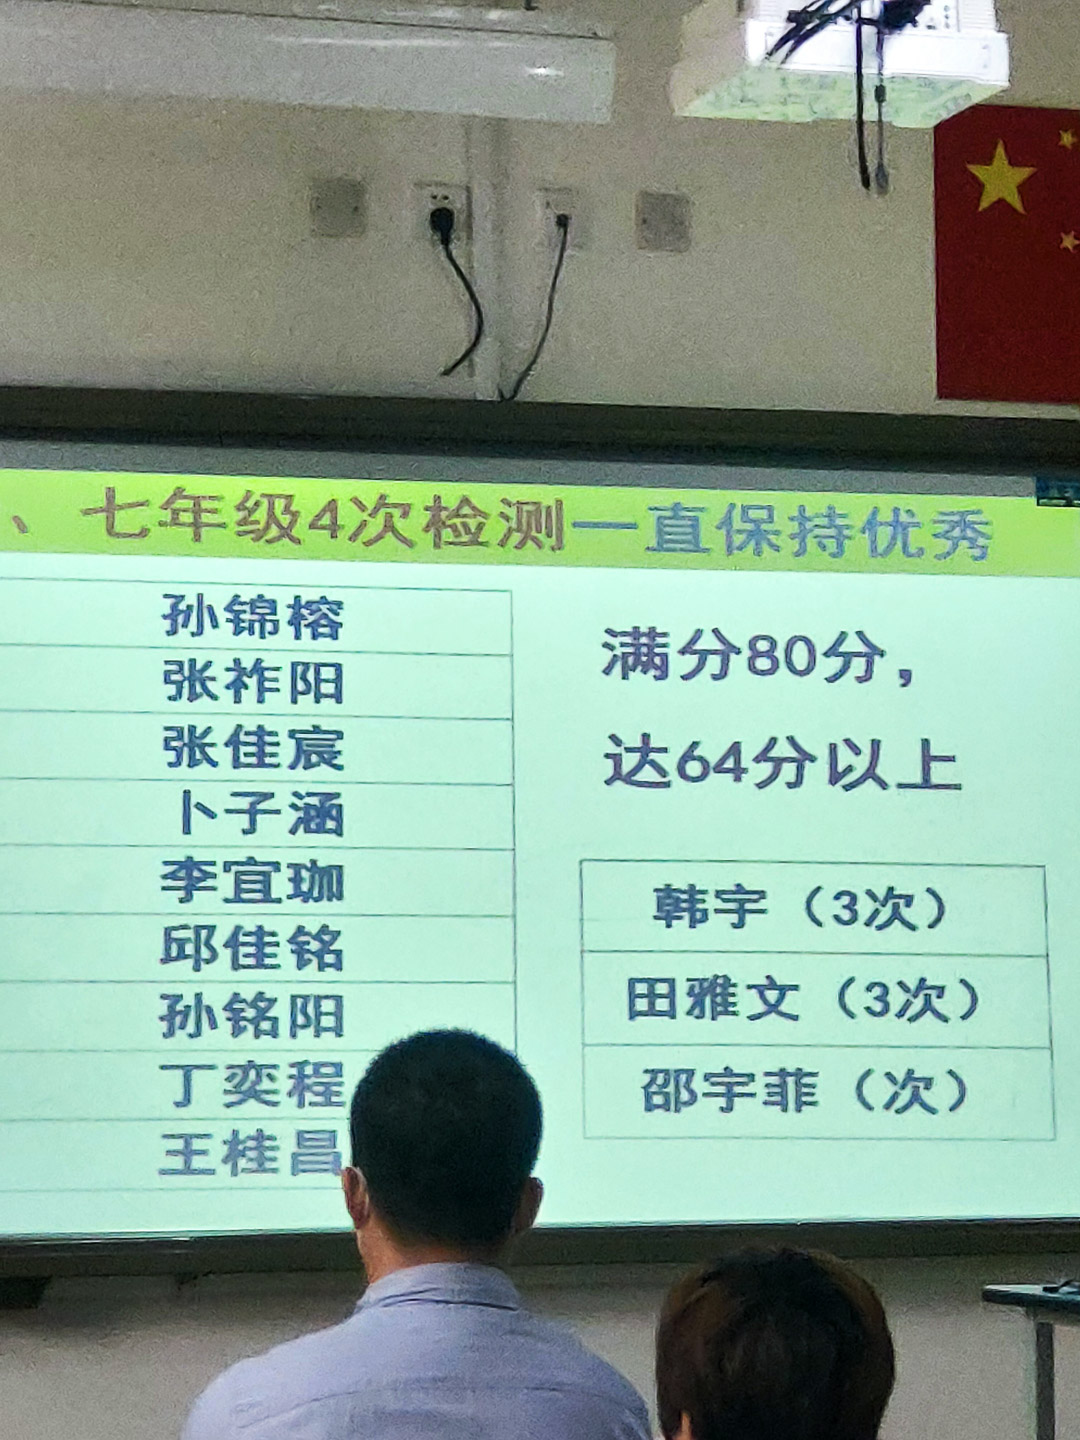 、七年级4次检测一直保持优秀
孙锦榕
张祚阳
张佳宸
卜子涵
李宜珈
邱佳铭
孙铭阳
丁奕程
王桂昌
满分80分，
达64分以上
韩宇（3次）
田雅文（3次）
邵宇菲（次）